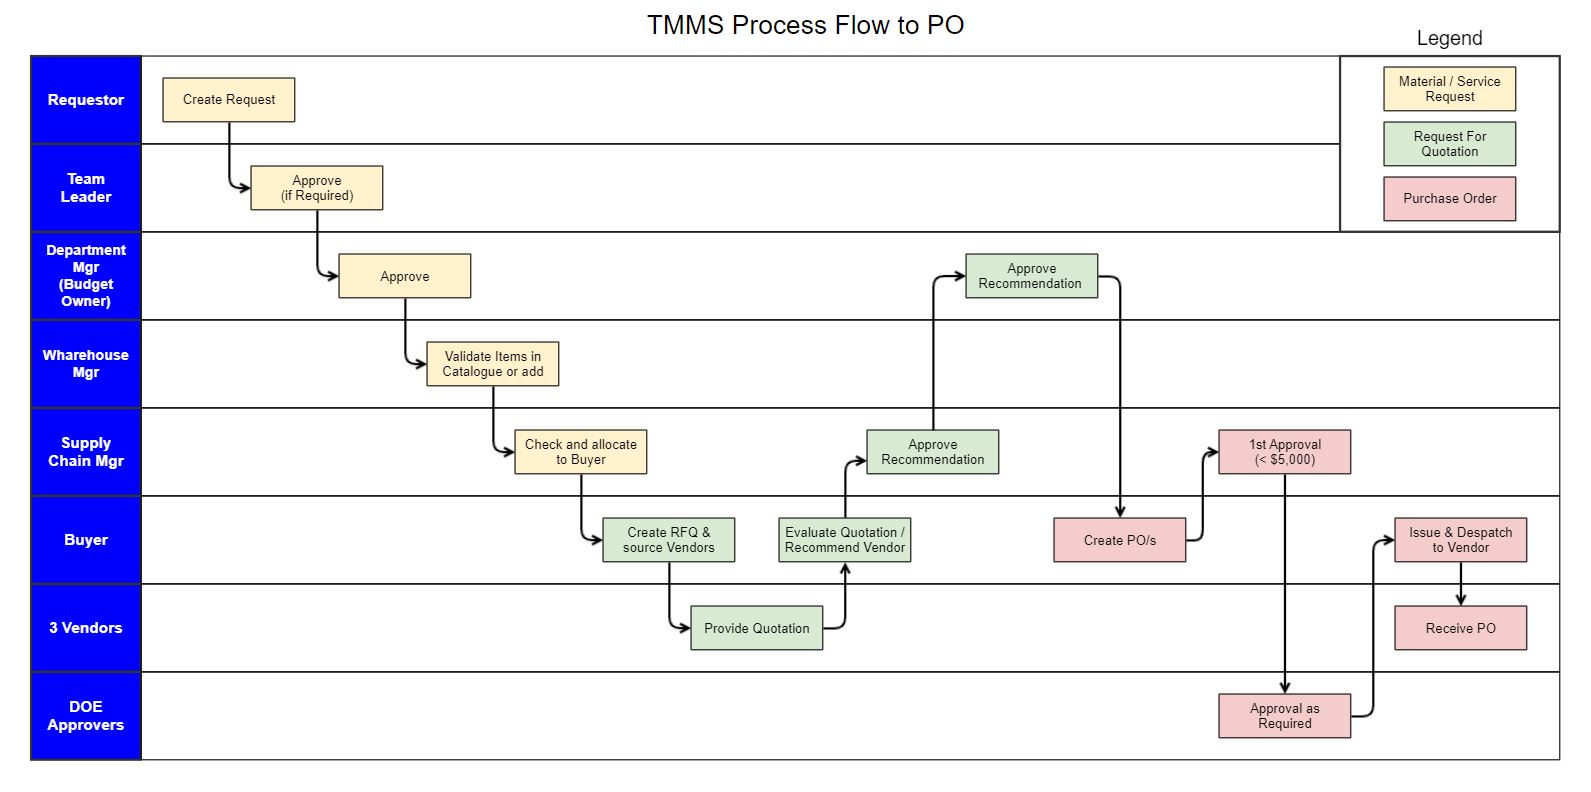 TMMS Process Flow to PO
Legend
Requestor
Create Request
Material / Service
Request
Request For
Quotation
Purchase Order
Team
Leader
Approve
(if Required)
Department
Mgr
(Budget
Owner)
Approve
Approve
Recommendation
Wharehouse
Mgr
Validate Items in
Catalogue or add
Supply
Chain Mgr
Check and allocate
to Buyer
Approve
Recommendation
1st Approval
(< $5,000)
Buyer
Create RFQ &
source Vendors
Evaluate Quotation /
Recommend Vendor
Create PO/s
Issue & Despatch
to Vendor
3 Vendors
Provide Quotation
Receive PO
DOE
Approvers
Approval as
Required